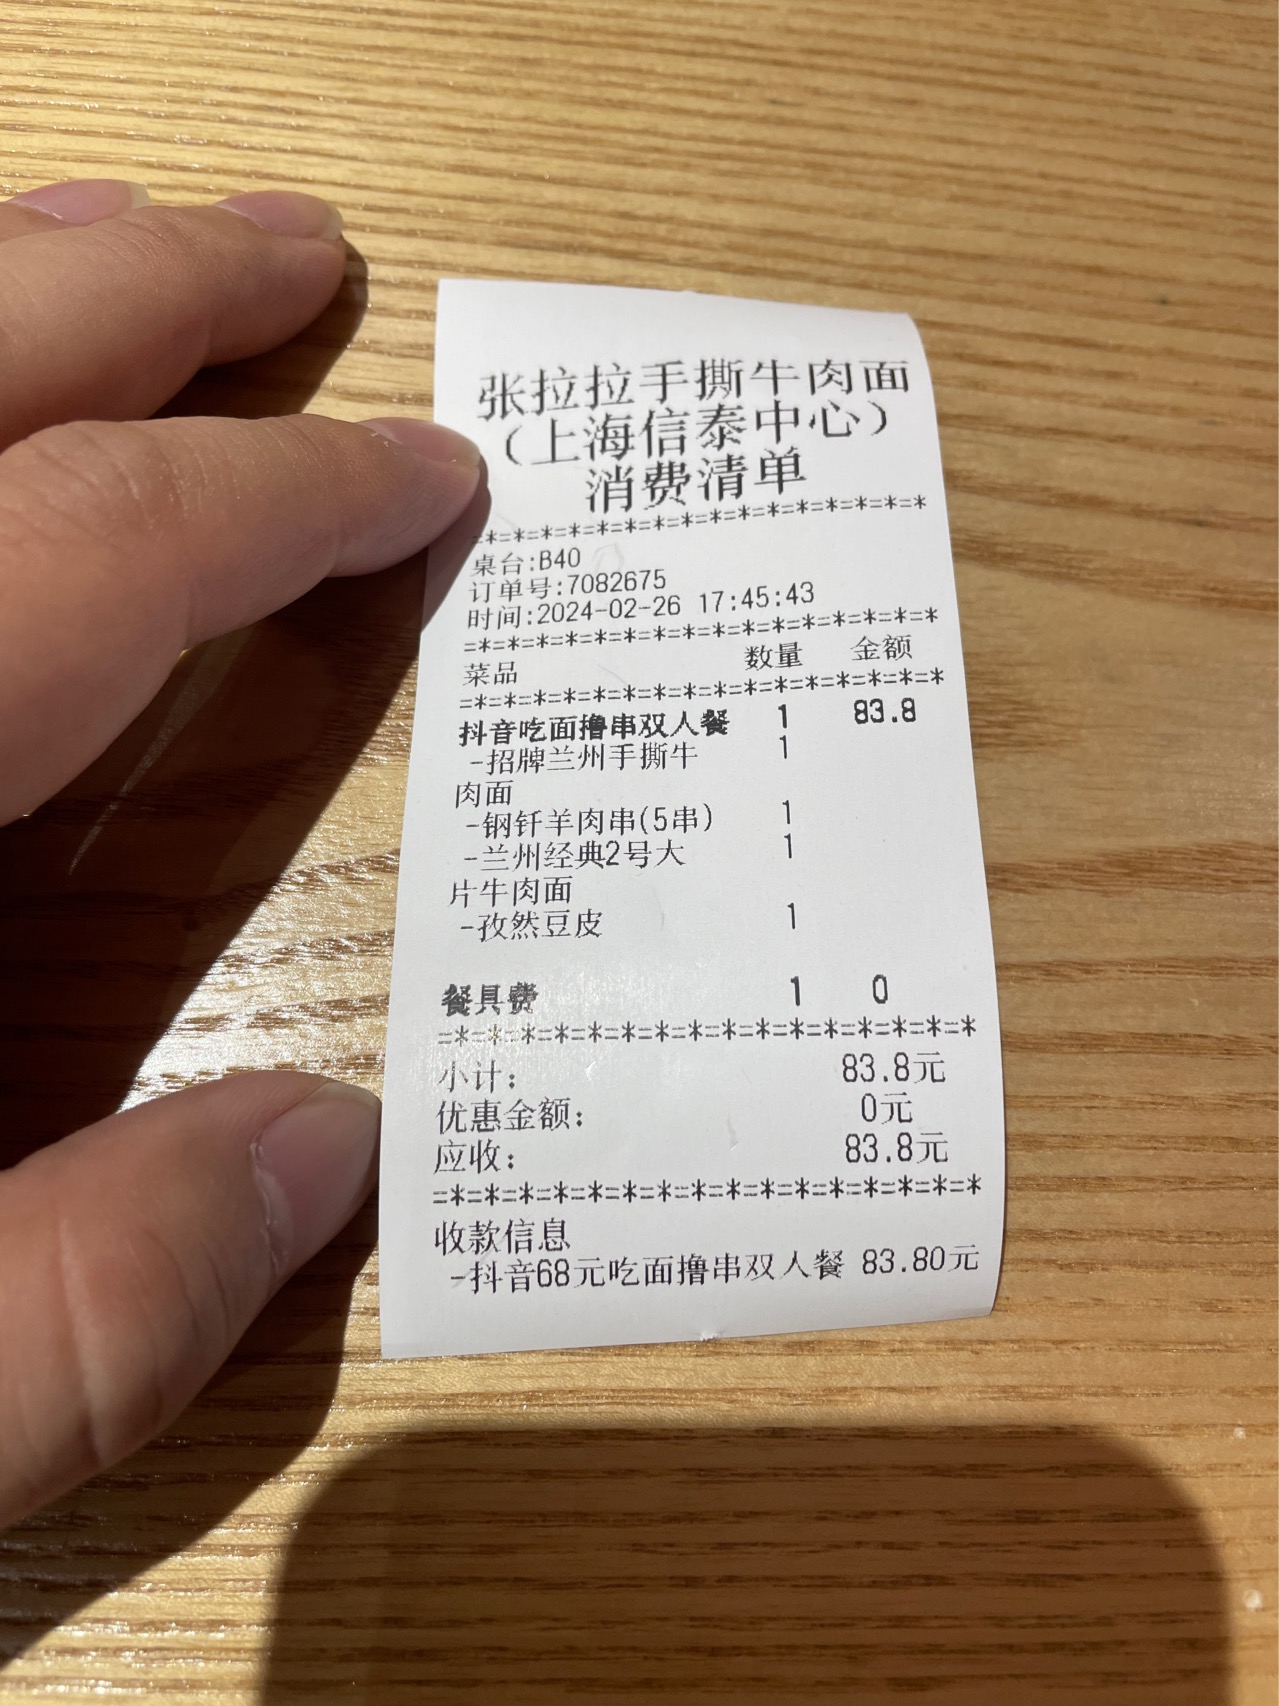 张拉拉手撕牛肉面
(上海信泰中心)
消费清单
=*=*=*=*=*=*=*=*=*=*=*=*=*=*=*=*
桌台:B40
订单号:7082675
时间:2024-02-26 17:45:43
=*=*=*=*=*=*=*=*=*=*=*=*=*=*=*=*
菜品 数量 金额
=*=*=*=*=*=*=*=*=*=*=*=*=*=*=*=*
抖音吃面撸串双人餐 1 83.8
-招牌兰州手撕牛 1
肉面
-钢钎羊肉串(5串) 1
-兰州经典2号大 1
片牛肉面
-孜然豆皮 1
餐具费 1 0
=*=*=*=*=*=*=*=*=*=*=*=*=*=*=*=*
小计: 83.8元
优惠金额: 0元
应收: 83.8元
=*=*=*=*=*=*=*=*=*=*=*=*=*=*=*=*
收款信息
-抖音68元吃面撸串双人餐 83.80元